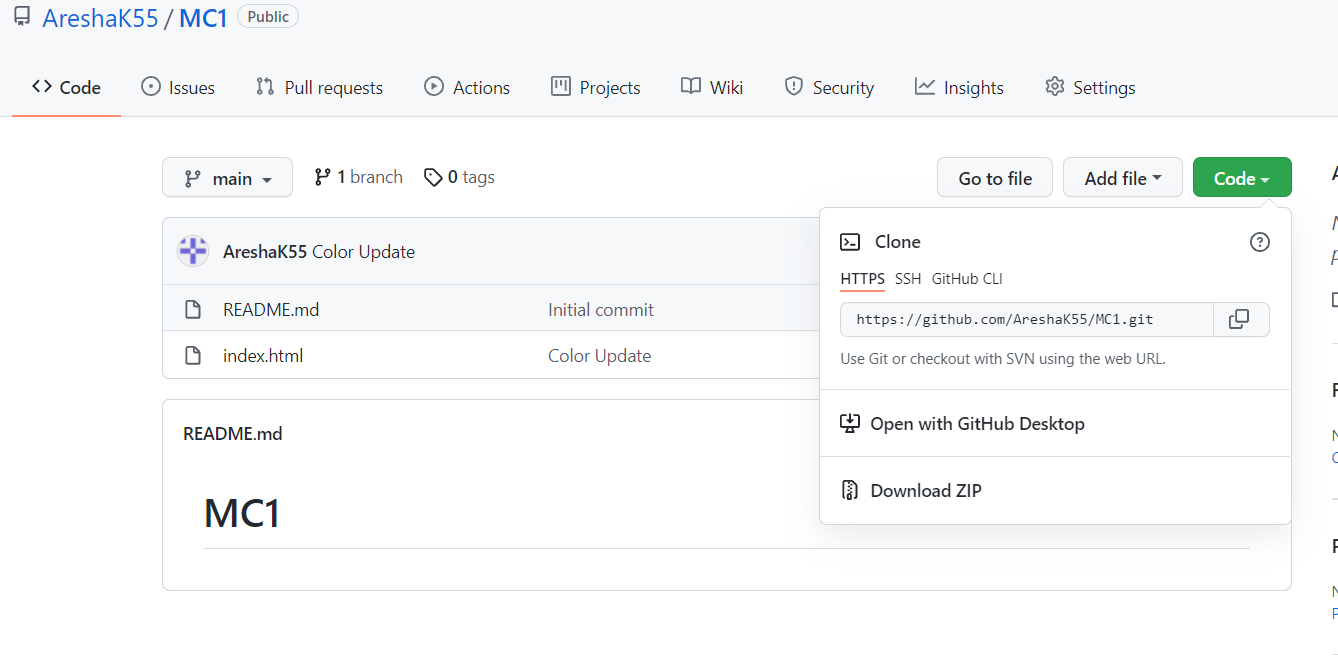 AreshaK55 / MC1 Public
Code Issues Pull requests Actions Projects Wiki Security Insights Settings
main 1 branch 0 tags Go to file Add file Code
AreshaK55 Color Update
README.md Initial commit
index.html Color Update
README.md
MC1
Clone
HTTPS SSH GitHub CLI
https://github.com/AreshaK55/MC1.git
Use Git or checkout with SVN using the web URL.
Open with GitHub Desktop
Download ZIP